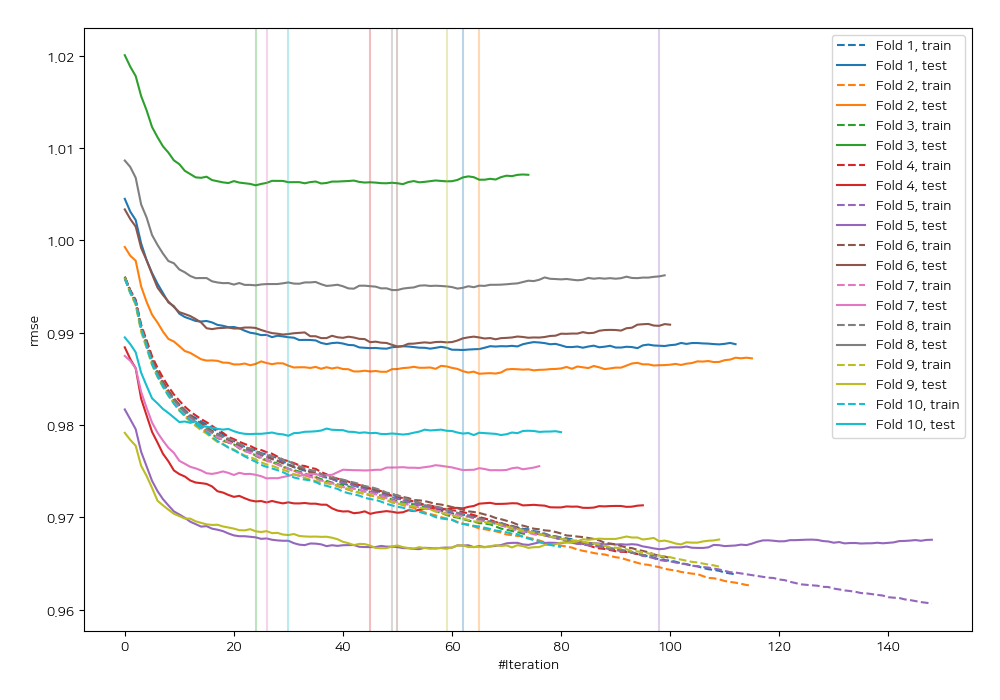 1.02
1.01
1.00
0.99
0.98
0.97
0.96
rmse
0
20
40
60
80
100
120
140
#Iteration
Fold 1, train
Fold 1, test
Fold 2, train
Fold 2, test
Fold 3, train
Fold 3, test
Fold 4, train
Fold 4, test
Fold 5, train
Fold 5, test
Fold 6, train
Fold 6, test
Fold 7, train
Fold 7, test
Fold 8, train
Fold 8, test
Fold 9, train
Fold 9, test
Fold 10, train
Fold 10, test